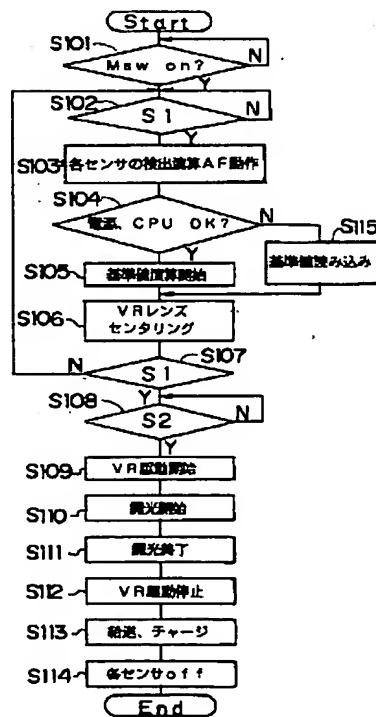 Start
S101
Msw on?
N
Y
S102
S1
N
Y
S103
各センサの検出演算AF動作
S104
電源、CPU OK?
N
Y
S115
S105
基準値演算開始
基準値読み込み
S106
VRレンズ
センタリング
S107
N
S1
Y
S108
S2
N
Y
S109
VR駆動開始
S110
露光開始
S111
露光終了
S112
VR駆動停止
S113
給送、チャージ
S114
各センサoff
End